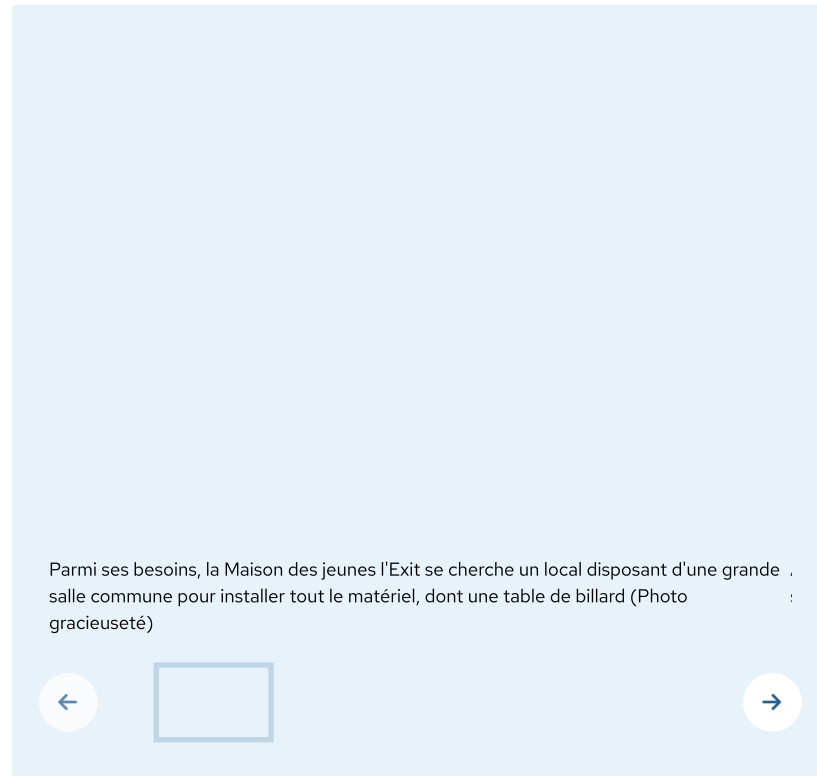 Parmi ses besoins, la Maison des jeunes l'Exit se cherche un local disposant d'une grande
salle commune pour installer tout le matériel, dont une table de billard (Photo
gracieuseté)